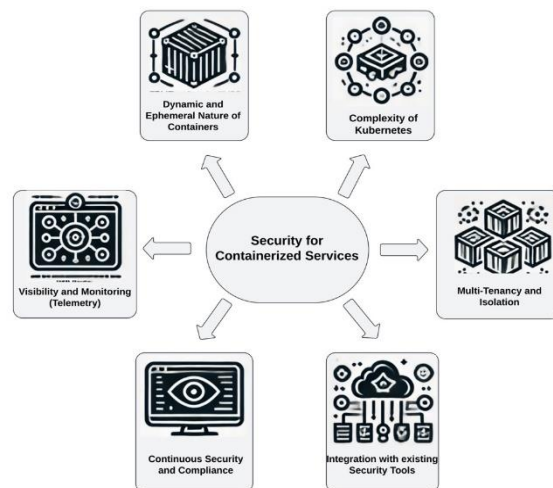 Dynamic and
Ephemeral Nature of
Containers
Complexity of
Kubernetes
Security for
Containerized Services
Visibility and Monitoring
(Telemetry)
Multi-Tenancy and
Isolation
Continuous Security
and Compliance
Integration with existing
Security Tools